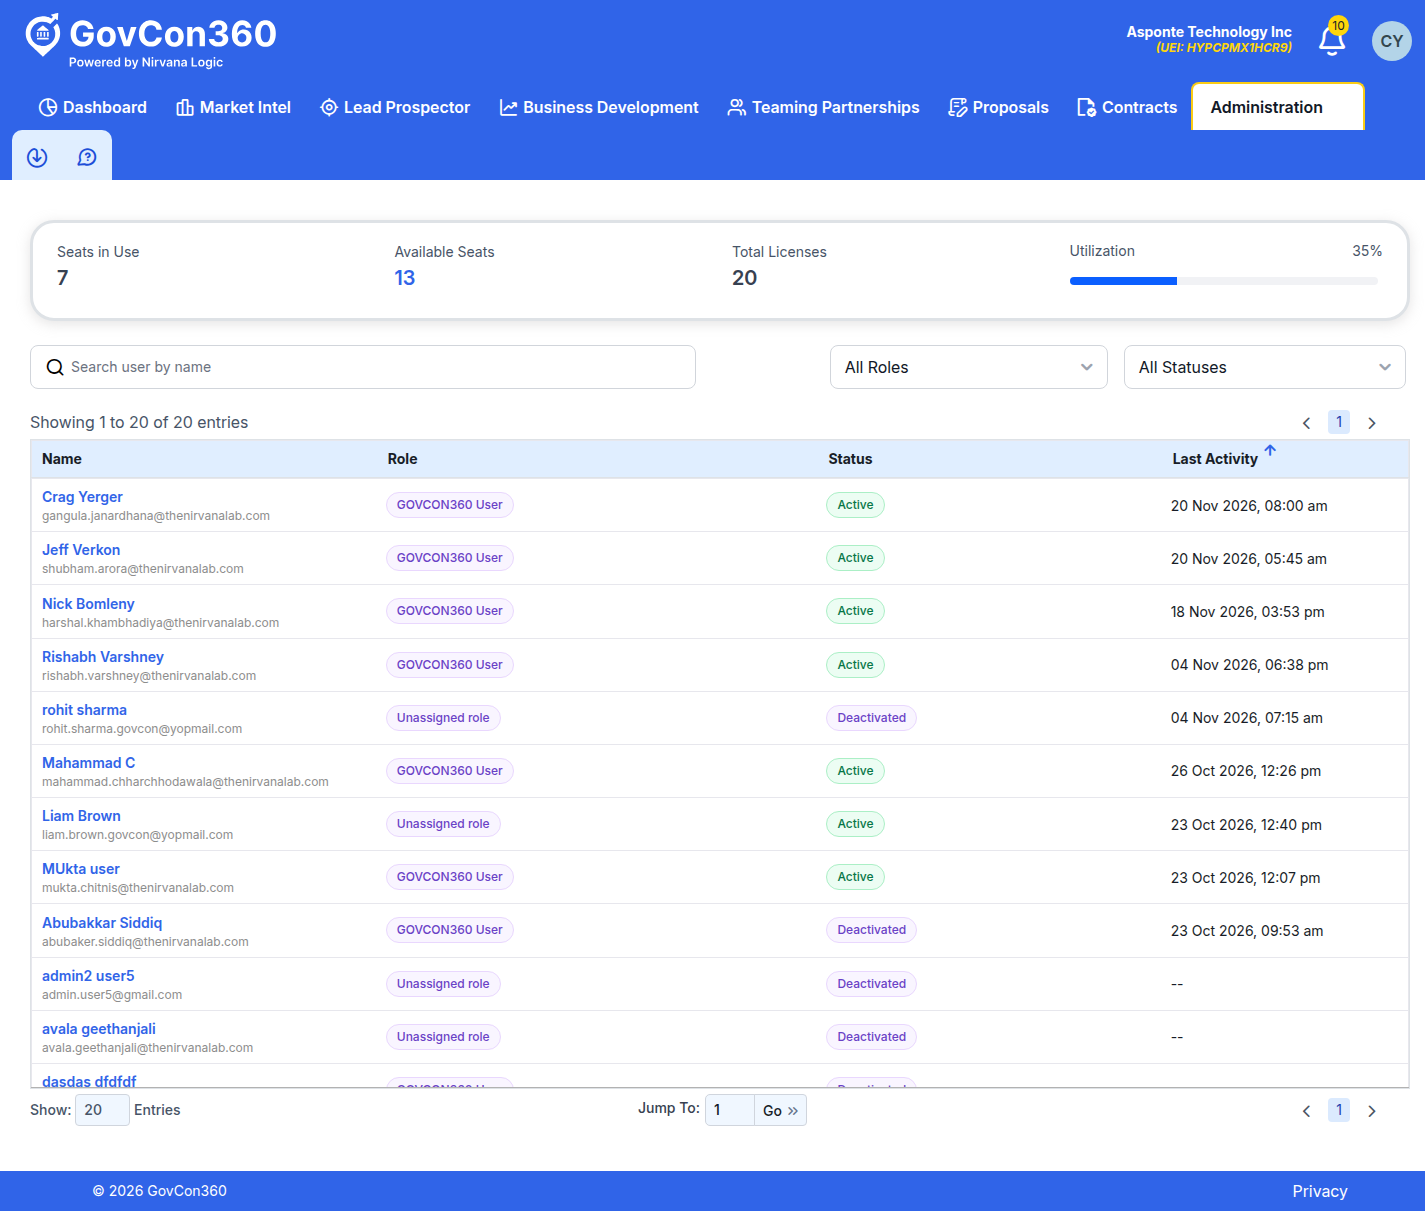 GovCon360
Powered by Nirvana Logic
Asponte Technology Inc
(UEI: HYPCPMX1HCR9)
10
CY
Dashboard
Market Intel
Lead Prospector
Business Development
Teaming Partnerships
Proposals
Contracts
Administration
Seats in Use
7
Available Seats
13
Total Licenses
20
Utilization 35%
Search user by name
All Roles
All Statuses
Showing 1 to 20 of 20 entries
1
Name Role Status Last Activity
Crag Yerger
gangula.janardhana@thenirvanalab.com
GOVCON360 User
Active
20 Nov 2026, 08:00 am
Jeff Verkon
shubham.arora@thenirvanalab.com
GOVCON360 User
Active
20 Nov 2026, 05:45 am
Nick Bomleny
harshal.khambhadiya@thenirvanalab.com
GOVCON360 User
Active
18 Nov 2026, 03:53 pm
Rishabh Varshney
rishabh.varshney@thenirvanalab.com
GOVCON360 User
Active
04 Nov 2026, 06:38 pm
rohit sharma
rohit.sharma.govcon@yopmail.com
Unassigned role
Deactivated
04 Nov 2026, 07:15 am
Mahammad C
mahammad.chharchhodawala@thenirvanalab.com
GOVCON360 User
Active
26 Oct 2026, 12:26 pm
Liam Brown
liam.brown.govcon@yopmail.com
Unassigned role
Active
23 Oct 2026, 12:40 pm
MUkta user
mukta.chitnis@thenirvanalab.com
GOVCON360 User
Active
23 Oct 2026, 12:07 pm
Abubakkar Siddiq
abubaker.siddiq@thenirvanalab.com
GOVCON360 User
Deactivated
23 Oct 2026, 09:53 am
admin2 user5
admin.user5@gmail.com
Unassigned role
Deactivated
--
avala geethanjali
avala.geethanjali@thenirvanalab.com
Unassigned role
Deactivated
--
dasdas dfdfdf
GOVCON360 User
Deactivated
Show: 20 Entries
Jump To: 1 Go »
1
© 2026 GovCon360
Privacy